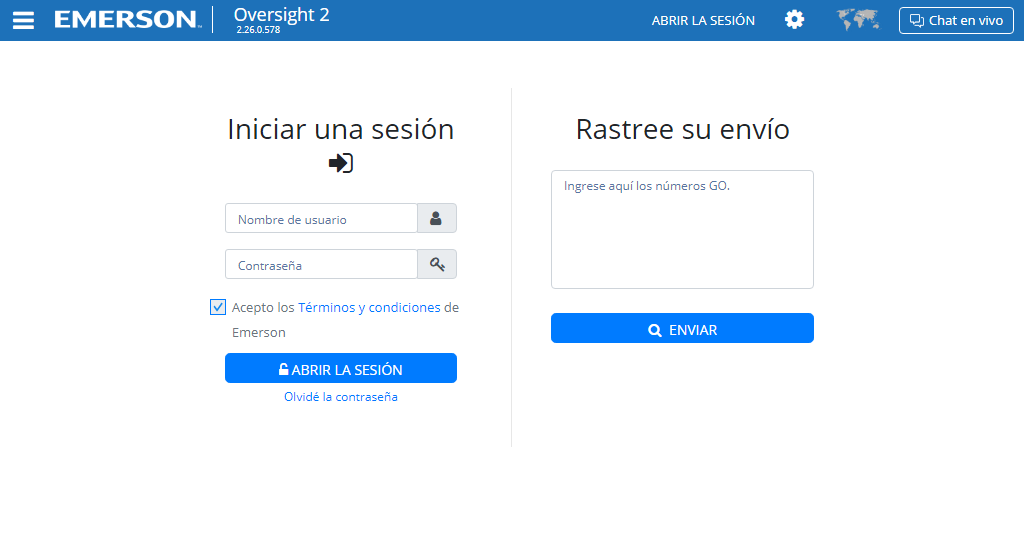 EMERSON™
Oversight 2
2.26.0.578
ABRIR LA SESIÓN
Chat en vivo
Iniciar una sesión
Nombre de usuario
Contraseña
Acepto los Términos y condiciones de
Emerson
ABRIR LA SESIÓN
Olvidé la contraseña
Rastree su envío
Ingrese aquí los números GO.
ENVIAR